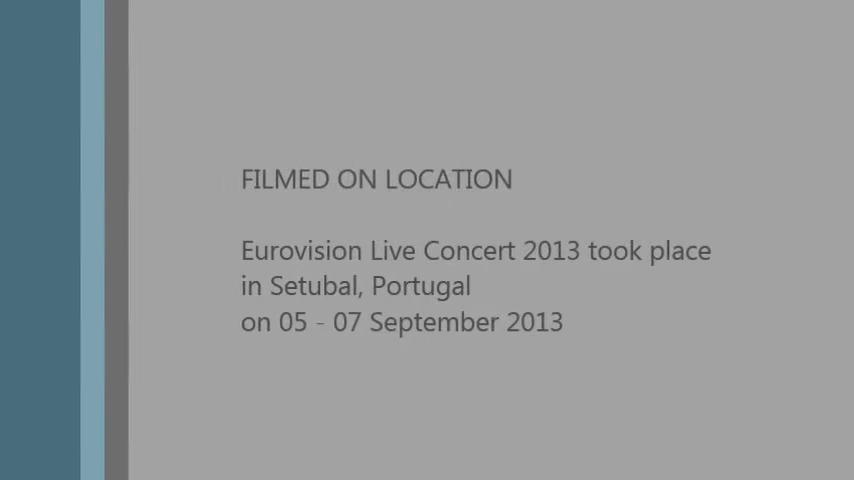 FILMED ON LOCATION
Eurovision Live Concert 2013 took place
in Setubal, Portugal
on 05 - 07 September 2013